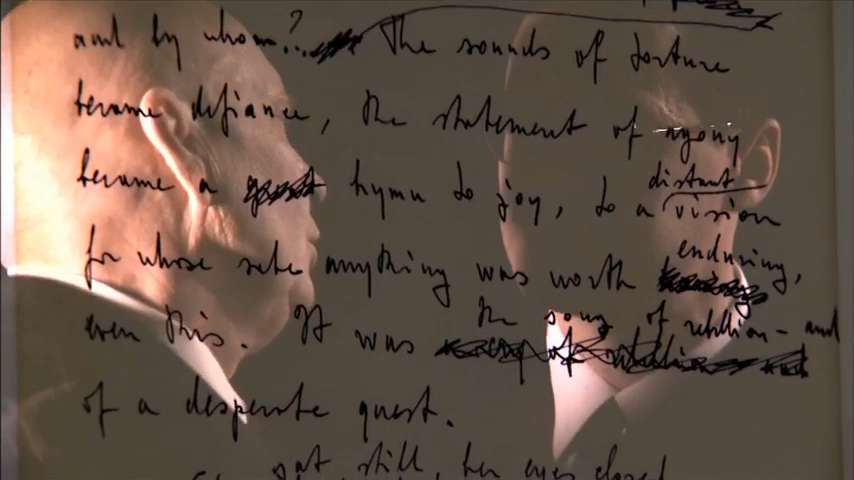 and by whom?.. The sounds of torture
became defiance, the statement of agony
became a hymn to joy, to a distant vision
for whose sake anything was worth enduring,
even this. It was the song of rebellion — and
of a desperate quest.
sat still, her eyes closed